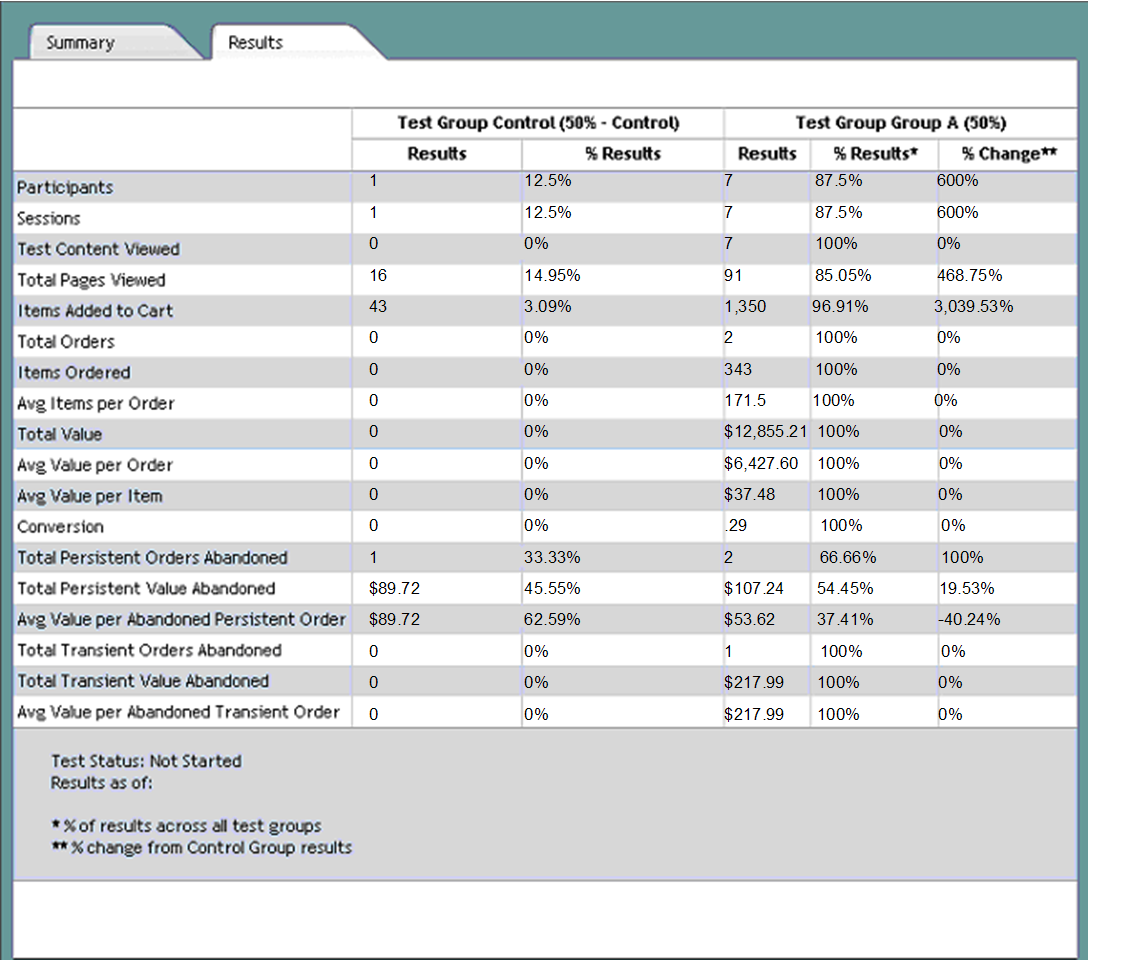 Summary Results
Test Group Control (50% - Control) Test Group Group A (50%)
Results % Results Results % Results* % Change**
Participants 1 12.5% 7 87.5% 600%
Sessions 1 12.5% 7 87.5% 600%
Test Content Viewed 0 0% 7 100% 0%
Total Pages Viewed 16 14.95% 91 85.05% 468.75%
Items Added to Cart 43 3.09% 1,350 96.91% 3,039.53%
Total Orders 0 0% 2 100% 0%
Items Ordered 0 0% 343 100% 0%
Avg Items per Order 0 0% 171.5 100% 0%
Total Value 0 0% $12,855.21 100% 0%
Avg Value per Order 0 0% $6,427.60 100% 0%
Avg Value per Item 0 0% $37.48 100% 0%
Conversion 0 0% .29 100% 0%
Total Persistent Orders Abandoned 1 33.33% 2 66.66% 100%
Total Persistent Value Abandoned $89.72 45.55% $107.24 54.45% 19.53%
Avg Value per Abandoned Persistent Order $89.72 62.59% $53.62 37.41% -40.24%
Total Transient Orders Abandoned 0 0% 1 100% 0%
Total Transient Value Abandoned 0 0% $217.99 100% 0%
Avg Value per Abandoned Transient Order 0 0% $217.99 100% 0%
Test Status: Not Started
Results as of:
* % of results across all test groups
** % change from Control Group results